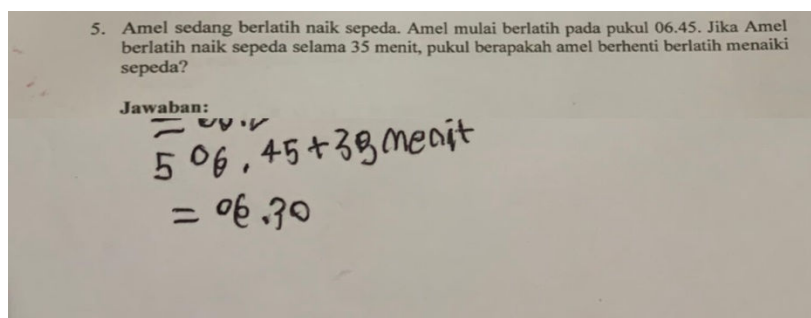 5. Amel sedang berlatih naik sepeda. Amel mulai berlatih pada pukul 06.45. Jika Amel
berlatih naik sepeda selama 35 menit, pukul berapakah amel berhenti berlatih menaiki
sepeda?
Jawaban:
5 06.45 + 35 menit
= 06.30